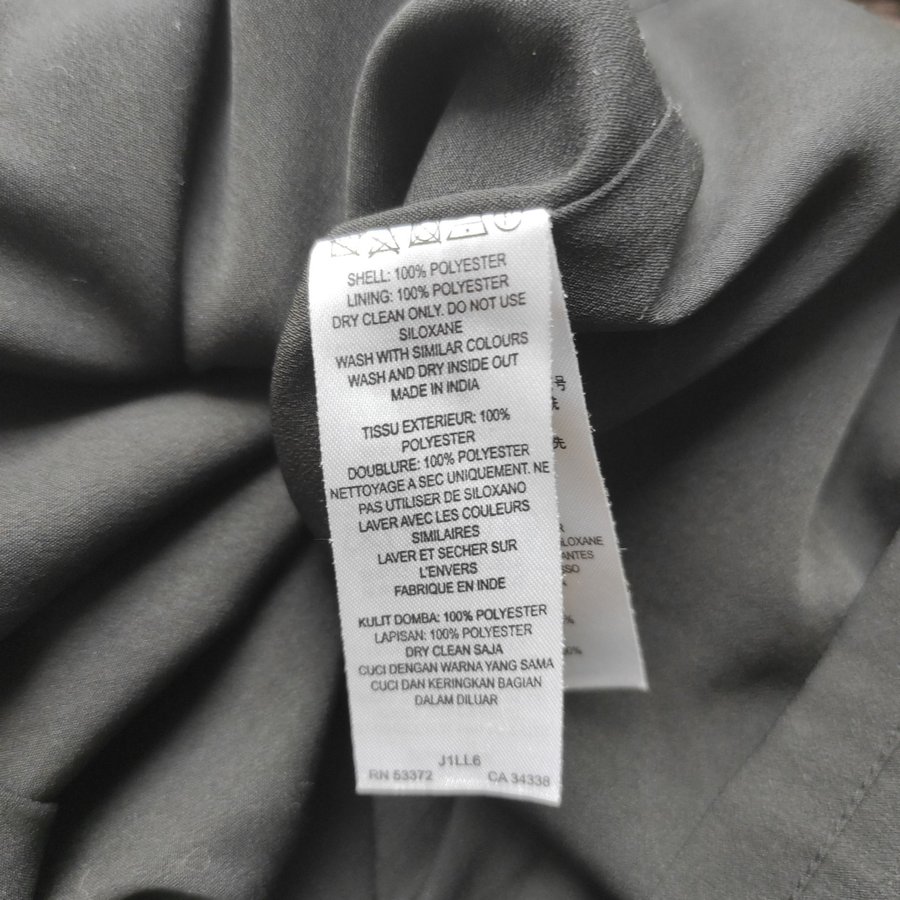 SHELL: 100% POLYESTER
LINING: 100% POLYESTER
DRY CLEAN ONLY. DO NOT USE
SILOXANE
WASH WITH SIMILAR COLOURS
WASH AND DRY INSIDE OUT
MADE IN INDIA
TISSU EXTERIEUR: 100%
POLYESTER
DOUBLURE: 100% POLYESTER
NETTOYAGE A SEC UNIQUEMENT. NE
PAS UTILISER DE SILOXANO
LAVER AVEC LES COULEURS
SIMILAIRES
LAVER ET SECHER SUR
L'ENVERS
FABRIQUE EN INDE
KULIT DOMBA: 100% POLYESTER
LAPISAN: 100% POLYESTER
DRY CLEAN SAJA
CUCI DENGAN WARNA YANG SAMA
CUCI DAN KERINGKAN BAGIAN
DALAM DILUAR
J1LL6
RN 53372 CA 34338
号
先